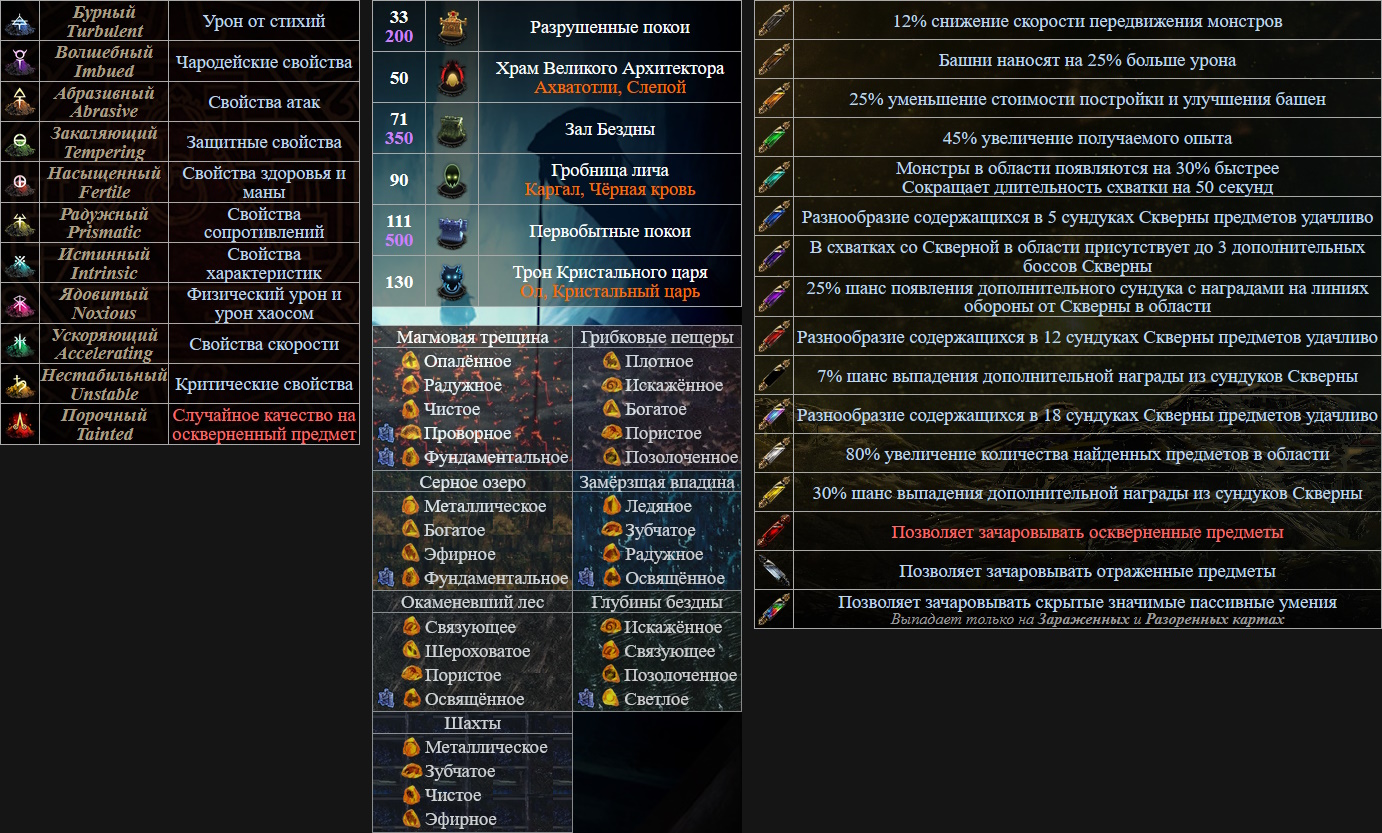 Бурный
Turbulent
Урон от стихий
Волшебный
Imbued
Чародейские свойства
Абразивный
Abrasive
Свойства атак
Закаляющий
Tempering
Защитные свойства
Насыщенный
Fertile
Свойства здоровья и
маны
Радужный
Prismatic
Свойства
сопротивлений
Истинный
Intrinsic
Свойства
характеристик
Ядовитый
Noxious
Физический урон и
урон хаосом
Ускоряющий
Accelerating
Свойства скорости
Нестабильный
Unstable
Критические свойства
Порочный
Tainted
Случайное качество на
оскверненный предмет
33
200
Разрушенные покои
50
Храм Великого Архитектора
Ахватотли, Слепой
71
350
Зал Бездны
90
Гробница лича
Каргал, Чёрная кровь
111
500
Первобытные покои
130
Трон Кристального царя
Ол, Кристальный царь
Магмовая трещина
Опалённое
Радужное
Чистое
Проворное
Фундаментальное
Грибковые пещеры
Плотное
Искажённое
Богатое
Пористое
Позолоченное
Серное озеро
Металлическое
Богатое
Эфирное
Фундаментальное
Замёрзшая впадина
Ледяное
Зубчатое
Радужное
Освящённое
Окаменевший лес
Связующее
Шероховатое
Пористое
Освящённое
Глубины бездны
Искажённое
Связующее
Позолоченное
Светлое
Шахты
Металлическое
Зубчатое
Чистое
Эфирное
12% снижение скорости передвижения монстров
Башни наносят на 25% больше урона
25% уменьшение стоимости постройки и улучшения башен
45% увеличение получаемого опыта
Монстры в области появляются на 30% быстрее
Сокращает длительность схватки на 50 секунд
Разнообразие содержащихся в 5 сундуках Скверны предметов удачливо
В схватках со Скверной в области присутствует до 3 дополнительных
боссов Скверны
25% шанс появления дополнительного сундука с наградами на линиях
обороны от Скверны в области
Разнообразие содержащихся в 12 сундуках Скверны предметов удачливо
7% шанс выпадения дополнительной награды из сундуков Скверны
Разнообразие содержащихся в 18 сундуках Скверны предметов удачливо
80% увеличение количества найденных предметов в области
30% шанс выпадения дополнительной награды из сундуков Скверны
Позволяет зачаровывать оскверненные предметы
Позволяет зачаровывать отраженные предметы
Позволяет зачаровывать скрытые значимые пассивные умения
Выпадает только на Зараженных и Разоренных картах